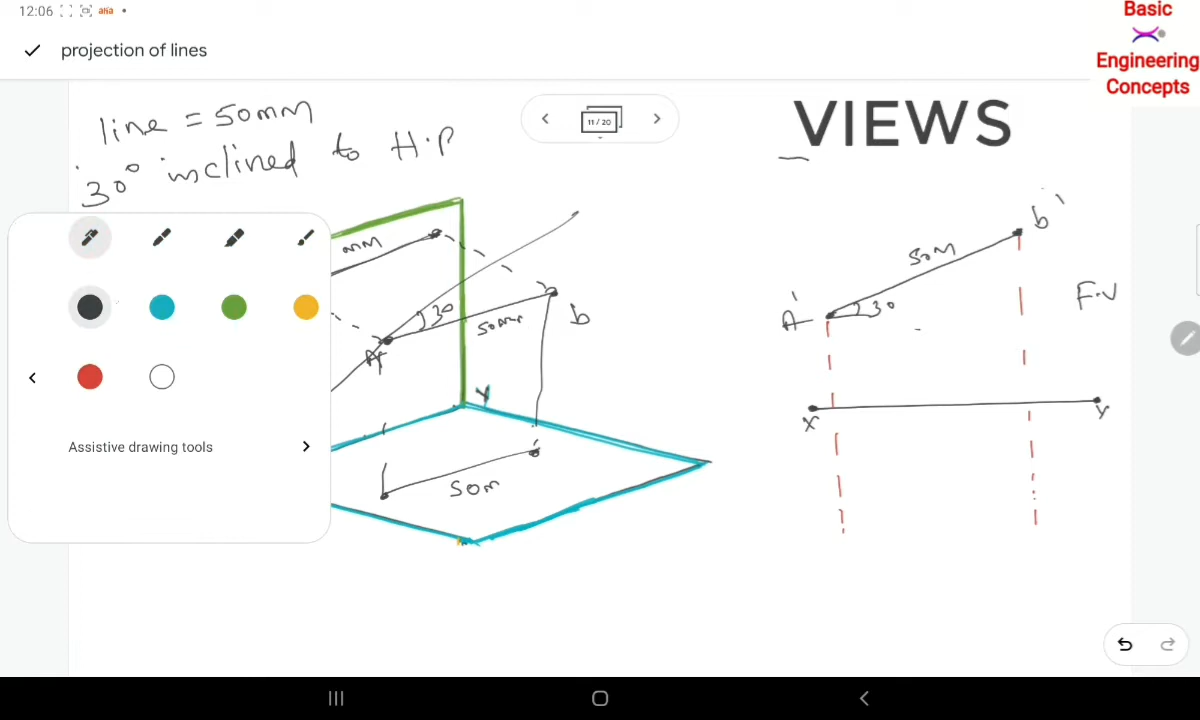 12:06
projection of lines
Basic
Engineering
Concepts
line = 50mm
30° inclined to H.P
11 / 20
VIEWS
mm
30
50mm
A
b
Y
50m
A'
b'
50m
30
F.V
X
Y
Assistive drawing tools